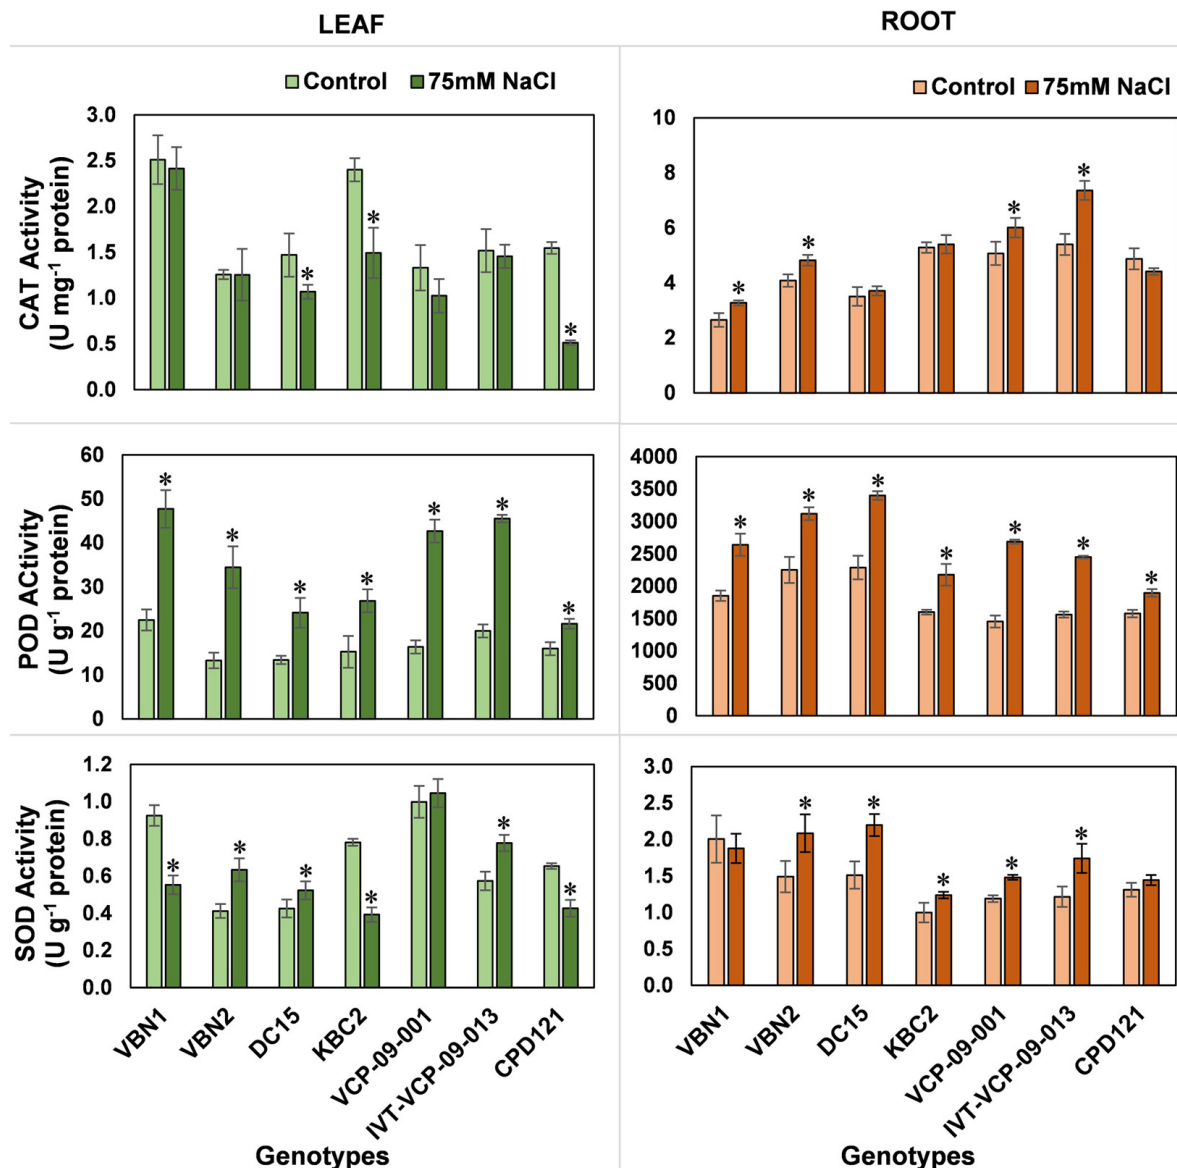 LEAF
ROOT
Control 75mM NaCl
Control 75mM NaCl
CAT Activity
(U mg⁻¹ protein)
3.0
2.5
2.0
1.5
1.0
0.5
0.0
* * *
10
8
6
4
2
0
* * * *
POD ACtivity
(U g⁻¹ protein)
60
50
40
30
20
10
0
* * * * * * *
4000
3500
3000
2500
2000
1500
1000
500
0
* * * * * * *
SOD Activity
(U g⁻¹ protein)
1.2
1.0
0.8
0.6
0.4
0.2
0.0
* * * * * *
3.0
2.5
2.0
1.5
1.0
0.5
0.0
* * * * *
VBN1
VBN2
DC15
KBC2
VCP-09-001
IVT-VCP-09-013
CPD121
Genotypes
VBN1
VBN2
DC15
KBC2
VCP-09-001
IVT-VCP-09-013
CPD121
Genotypes